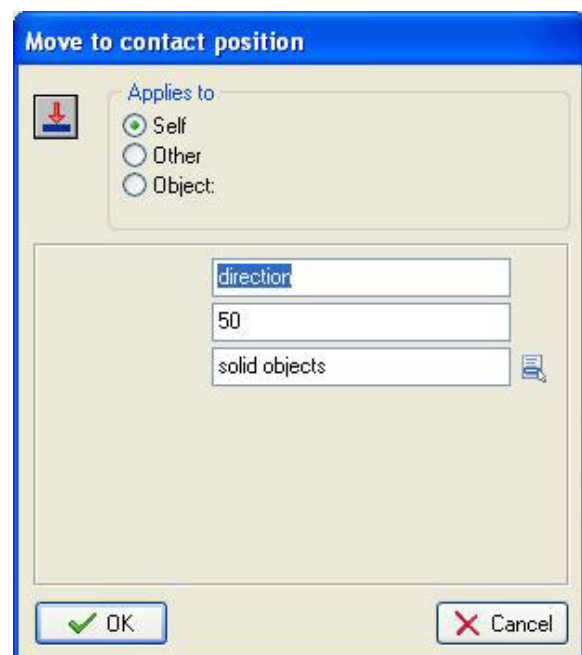 Move to contact position
Applies to
Self
Other
Object:
direction
50
solid objects
OK
Cancel